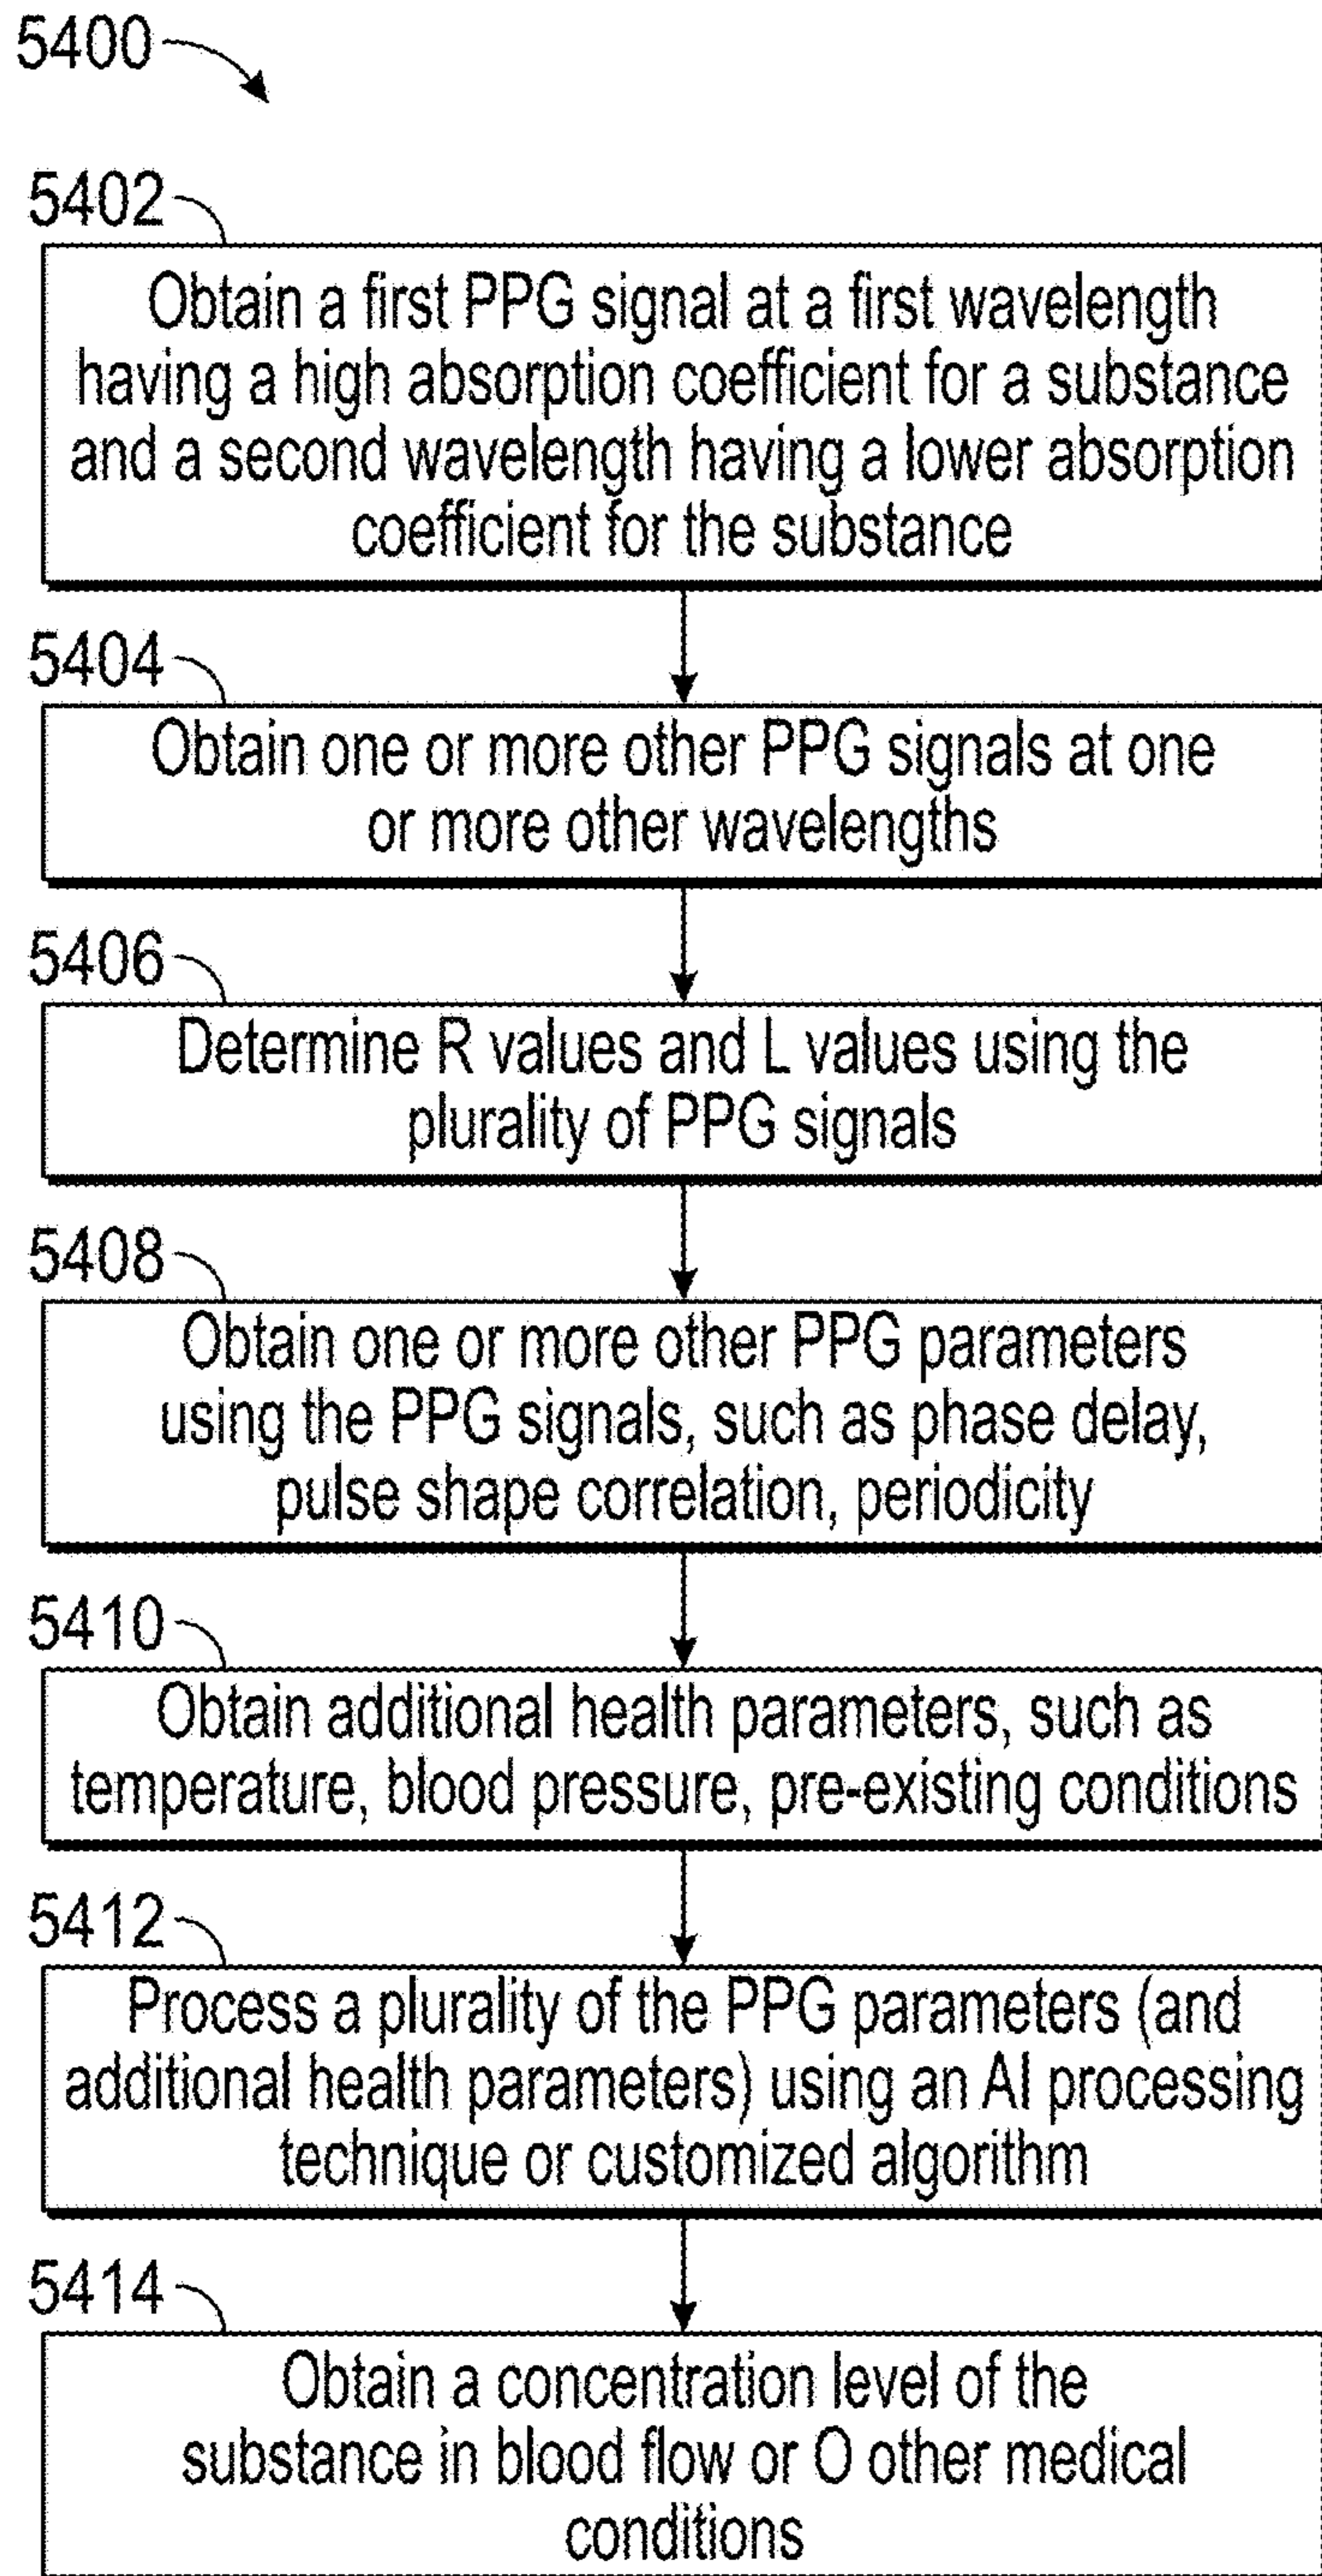 5400
5402
Obtain a first PPG signal at a first wavelength
having a high absorption coefficient for a substance
and a second wavelength having a lower absorption
coefficient for the substance
5404
Obtain one or more other PPG signals at one
or more other wavelengths
5406
Determine R values and L values using the
plurality of PPG signals
5408
Obtain one or more other PPG parameters
using the PPG signals, such as phase delay,
pulse shape correlation, periodicity
5410
Obtain additional health parameters, such as
temperature, blood pressure, pre-existing conditions
5412
Process a plurality of the PPG parameters (and
additional health parameters) using an AI processing
technique or customized algorithm
5414
Obtain a concentration level of the
substance in blood flow or O other medical
conditions